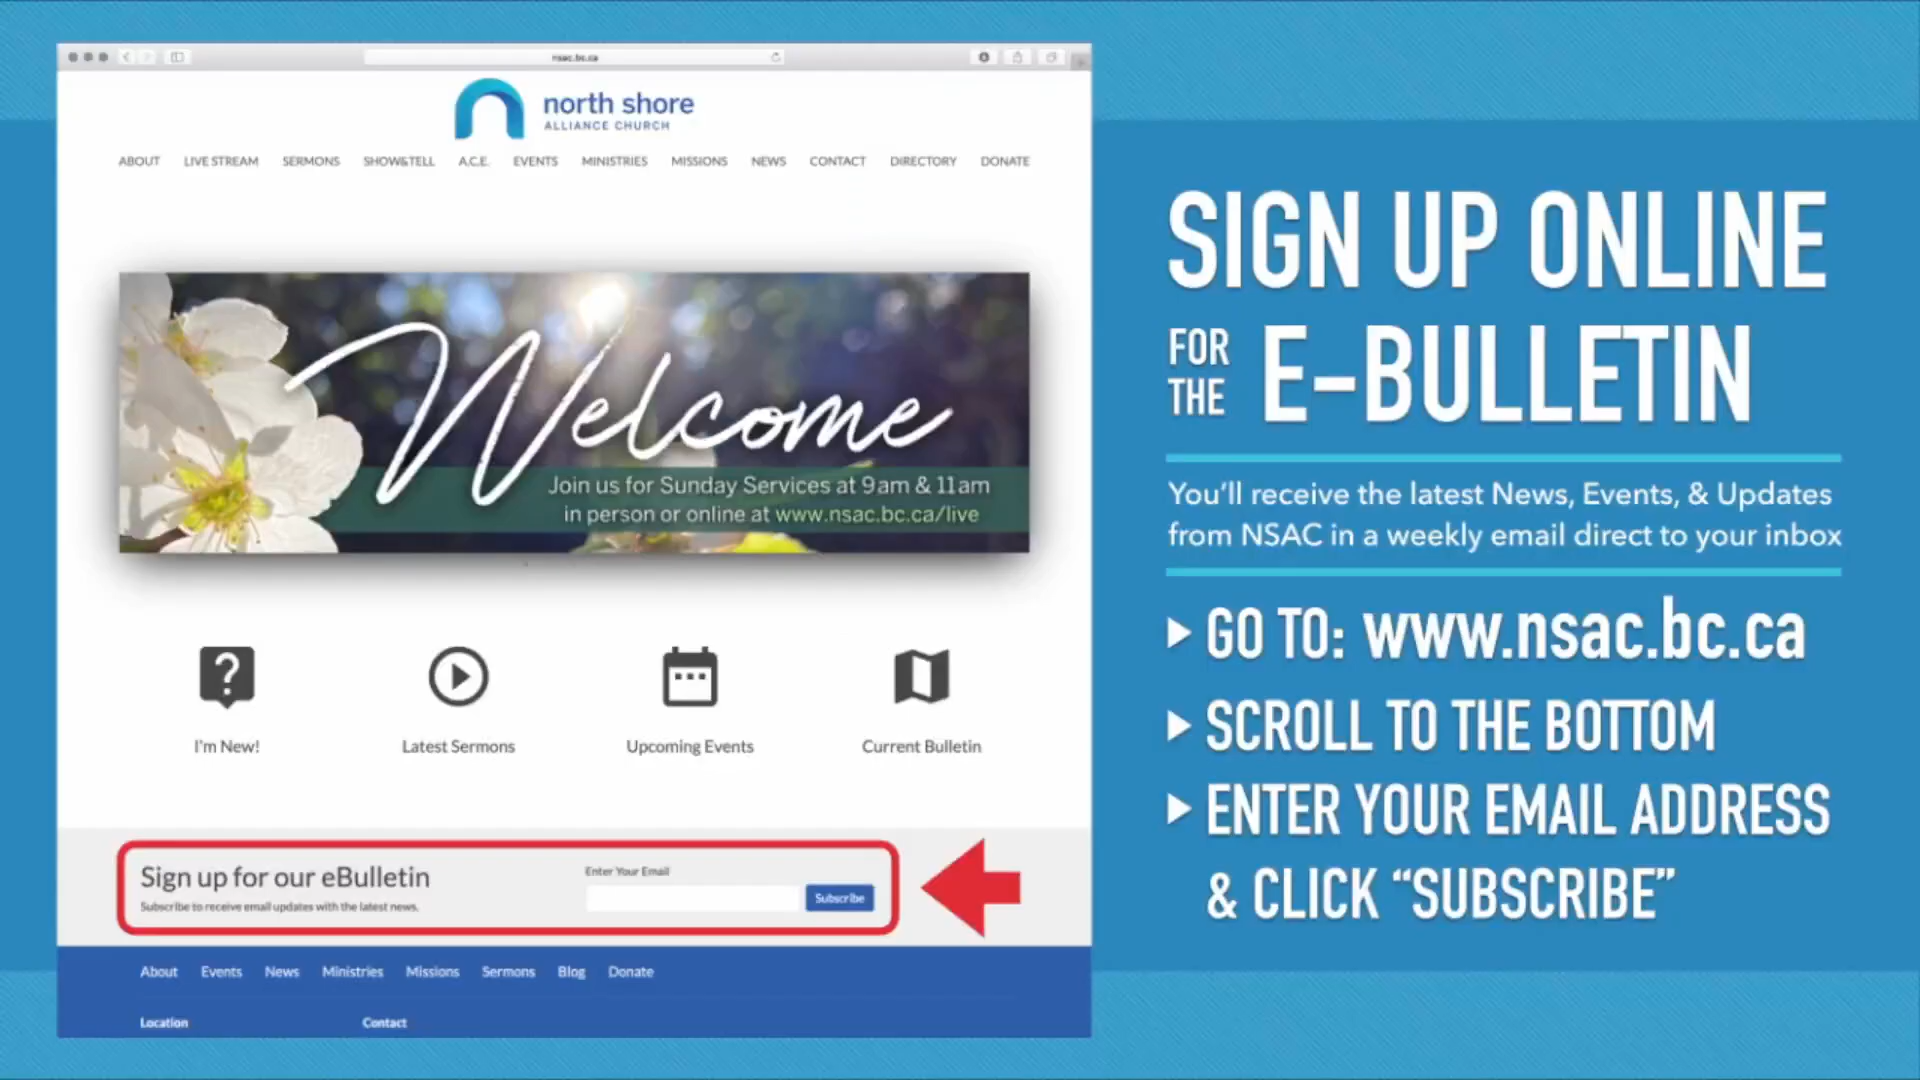 nsac.bc.ca
north shore
ALLIANCE CHURCH
ABOUT LIVE STREAM SERMONS SHOW&TELL A.C.E. EVENTS MINISTRIES MISSIONS NEWS CONTACT DIRECTORY DONATE
Welcome
Join us for Sunday Services at 9am & 11am
in person or online at www.nsac.bc.ca/live
I'm New! Latest Sermons Upcoming Events Current Bulletin
Sign up for our eBulletin
Subscribe to receive email updates with the latest news.
Enter Your Email
Subscribe
About Events News Ministries Missions Sermons Blog Donate
Location Contact
SIGN UP ONLINE
FOR THE E-BULLETIN
You'll receive the latest News, Events, & Updates
from NSAC in a weekly email direct to your inbox
GO TO: www.nsac.bc.ca
SCROLL TO THE BOTTOM
ENTER YOUR EMAIL ADDRESS
& CLICK “SUBSCRIBE”